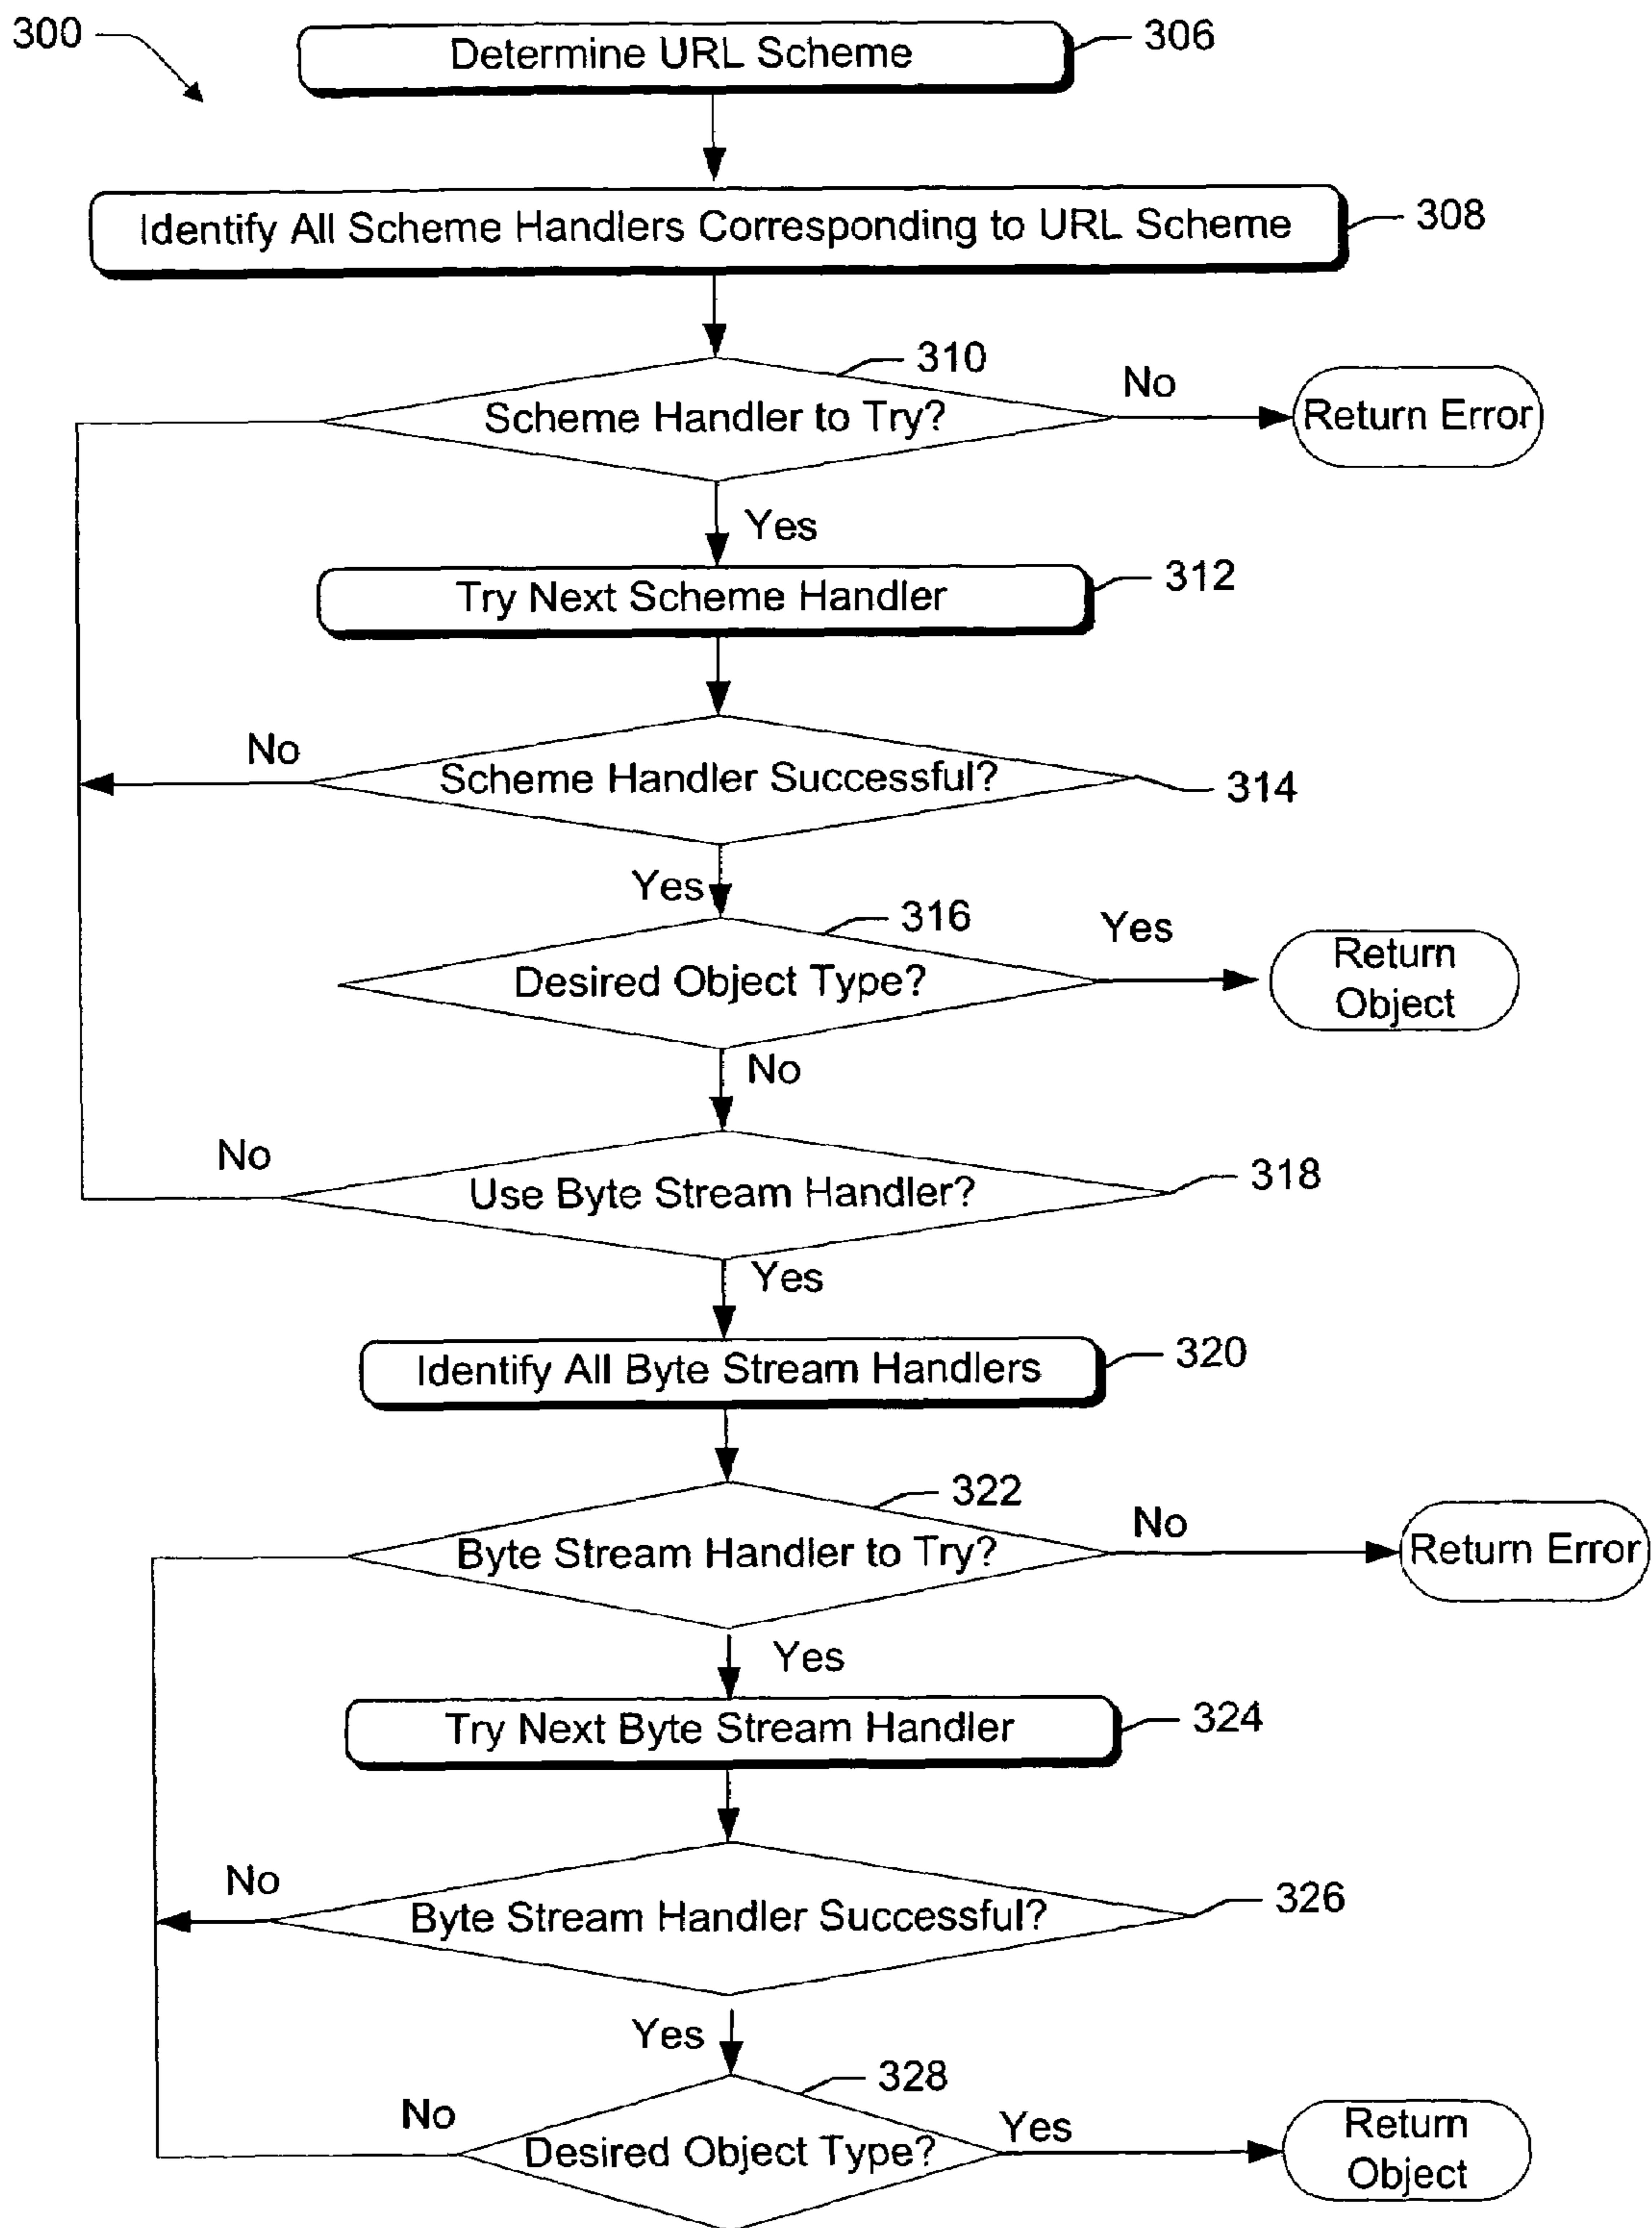 300
Determine URL Scheme
306
Identify All Scheme Handlers Corresponding to URL Scheme
308
310
Scheme Handler to Try?
No
Return Error
Yes
Try Next Scheme Handler
312
No
Scheme Handler Successful?
314
Yes
316
Desired Object Type?
Yes
Return
Object
No
No
Use Byte Stream Handler?
318
Yes
Identify All Byte Stream Handlers
320
322
Byte Stream Handler to Try?
No
Return Error
Yes
Try Next Byte Stream Handler
324
No
Byte Stream Handler Successful?
326
Yes
328
No
Desired Object Type?
Yes
Return
Object